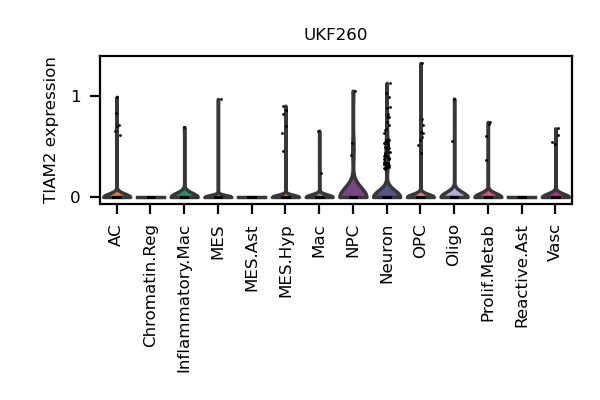 UKF260
TIAM2 expression
1
0
AC
Chromatin.Reg
Inflammatory.Mac
MES
MES.Ast
MES.Hyp
Mac
NPC
Neuron
OPC
Oligo
Prolif.Metab
Reactive.Ast
Vasc